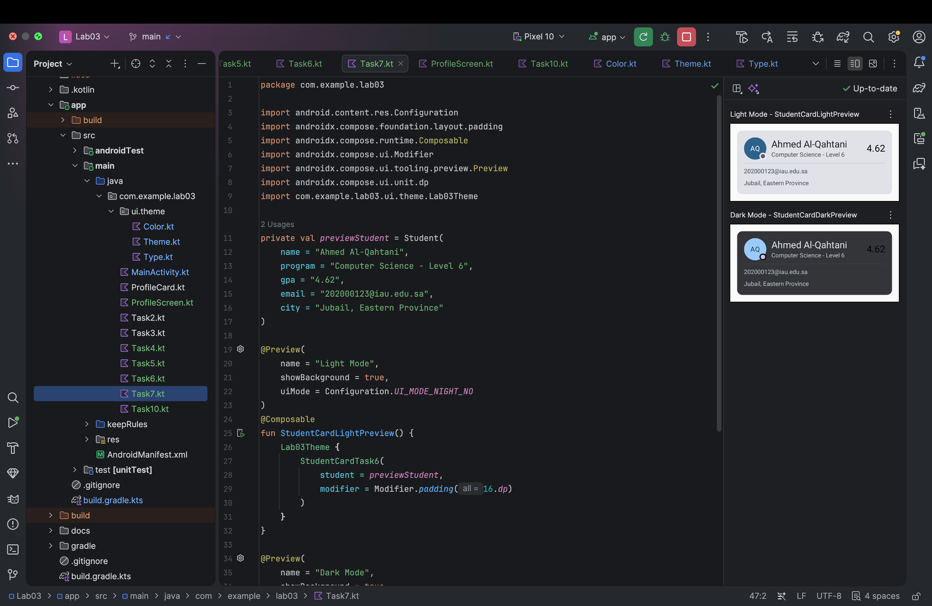 L Lab03 main Pixel 10 app
Project
Task5.kt Task6.kt Task7.kt ProfileScreen.kt Task10.kt Color.kt Theme.kt Type.kt
.kotlin
app
build
src
androidTest
main
java
com.example.lab03
ui.theme
Color.kt
Theme.kt
Type.kt
MainActivity.kt
ProfileCard.kt
ProfileScreen.kt
Task2.kt
Task3.kt
Task4.kt
Task5.kt
Task6.kt
Task7.kt
Task10.kt
keepRules
res
AndroidManifest.xml
test [unitTest]
.gitignore
build.gradle.kts
build
docs
gradle
.gitignore
build.gradle.kts
1 package com.example.lab03
2
3 import android.content.res.Configuration
4 import androidx.compose.foundation.layout.padding
5 import androidx.compose.runtime.Composable
6 import androidx.compose.ui.Modifier
7 import androidx.compose.ui.tooling.preview.Preview
8 import androidx.compose.ui.unit.dp
9 import com.example.lab03.ui.theme.Lab03Theme
10
2 Usages
11 private val previewStudent = Student(
12 name = "Ahmed Al-Qahtani",
13 program = "Computer Science - Level 6",
14 gpa = "4.62",
15 email = "202000123@iau.edu.sa",
16 city = "Jubail, Eastern Province"
17 )
18
19 @Preview(
20 name = "Light Mode",
21 showBackground = true,
22 uiMode = Configuration.UI_MODE_NIGHT_NO
23 )
24 @Composable
25 fun StudentCardLightPreview() {
26 Lab03Theme {
27 StudentCardTask6(
28 student = previewStudent,
29 modifier = Modifier.padding( all = 16.dp)
30 )
31 }
32 }
33
34 @Preview(
35 name = "Dark Mode",
Up-to-date
Light Mode - StudentCardLightPreview
AQ
Ahmed Al-Qahtani
Computer Science - Level 6
4.62
202000123@iau.edu.sa
Jubail, Eastern Province
Dark Mode - StudentCardDarkPreview
AQ
Ahmed Al-Qahtani
Computer Science - Level 6
4.62
202000123@iau.edu.sa
Jubail, Eastern Province
Lab03 > app > src > main > java > com > example > lab03 > Task7.kt 47:2 LF UTF-8 4 spaces